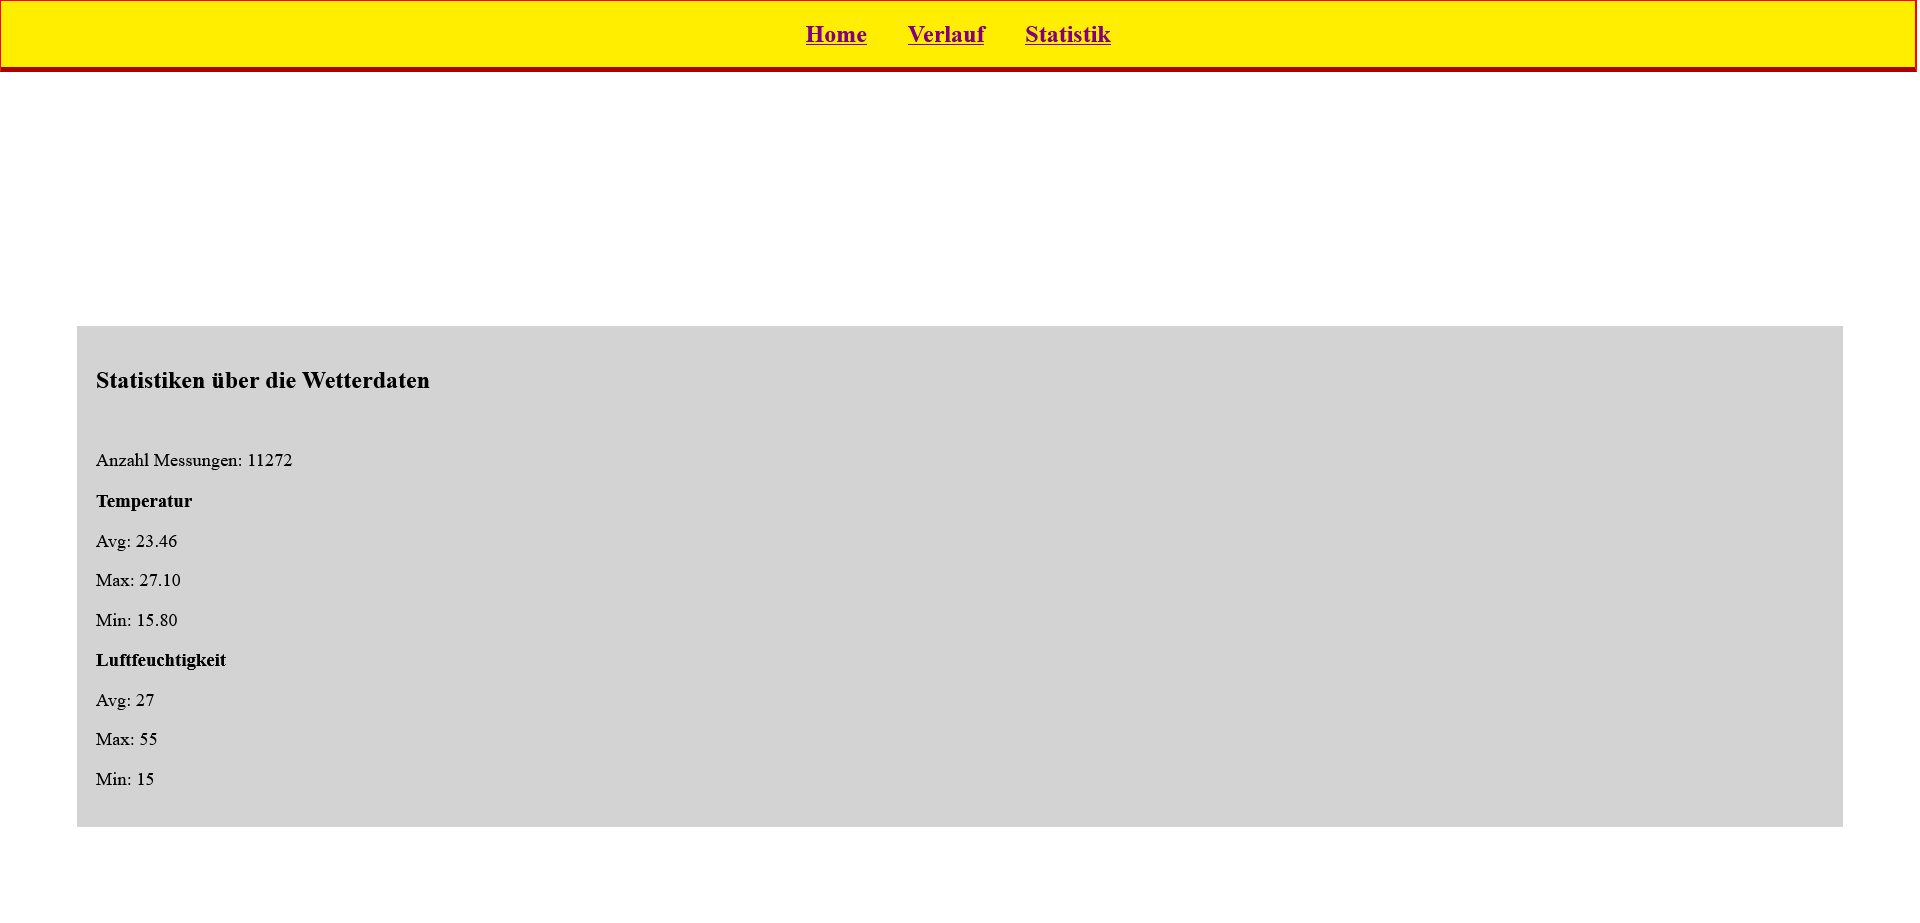 Home Verlauf Statistik
Statistiken über die Wetterdaten
Anzahl Messungen: 11272
Temperatur
Avg: 23.46
Max: 27.10
Min: 15.80
Luftfeuchtigkeit
Avg: 27
Max: 55
Min: 15